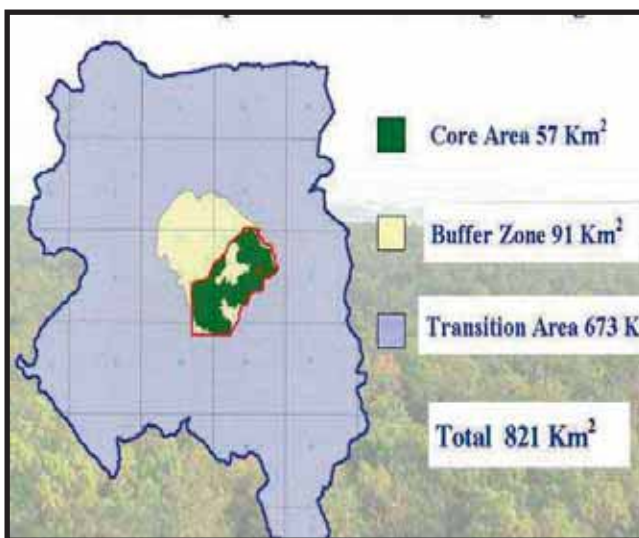 Core Area 57 Km²
Buffer Zone 91 Km²
Transition Area 673 K
Total 821 Km²